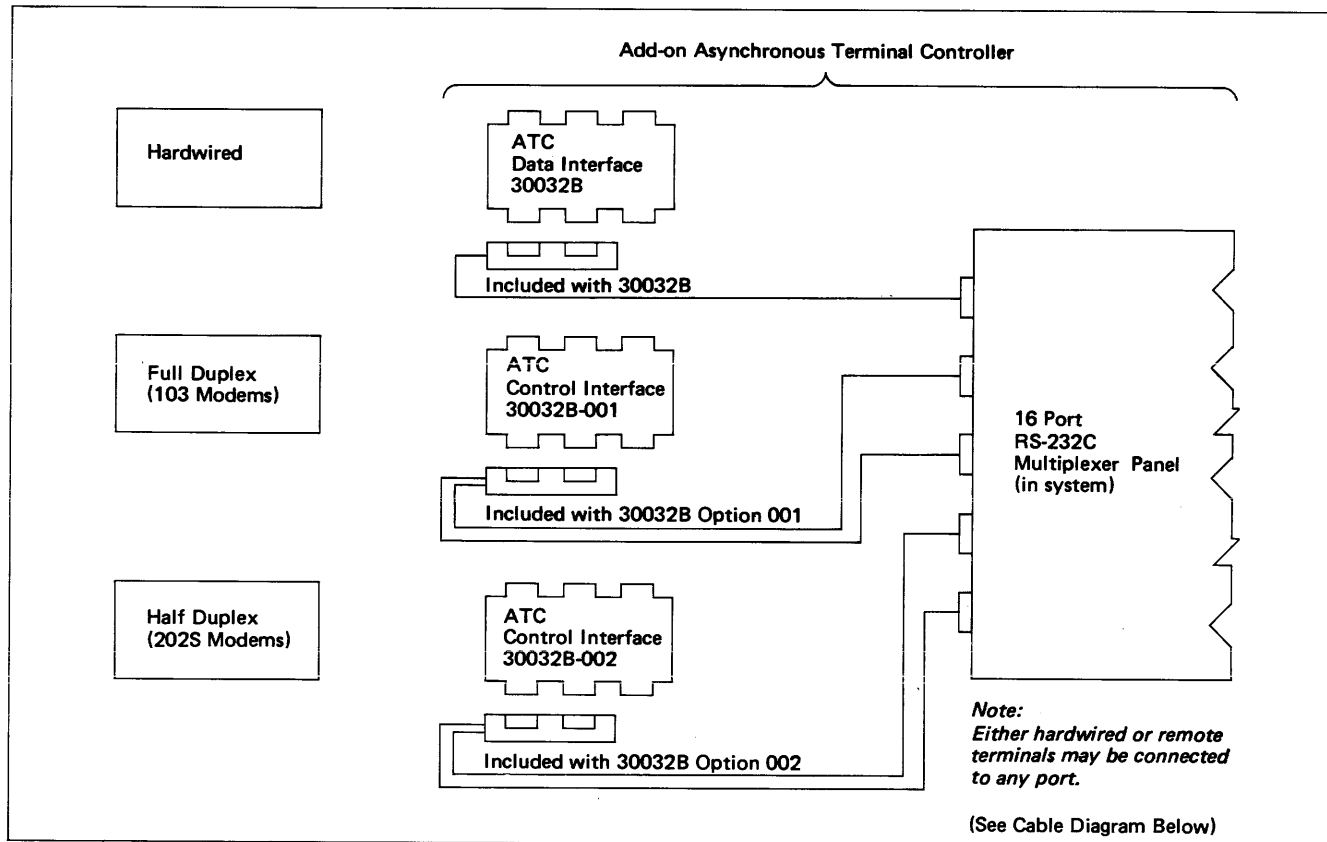 Add-on Asynchronous Terminal Controller
Hardwired
ATC
Data Interface
30032B
Included with 30032B
Full Duplex
(103 Modems)
ATC
Control Interface
30032B-001
Included with 30032B Option 001
16 Port
RS-232C
Multiplexer Panel
(in system)
Half Duplex
(202S Modems)
ATC
Control Interface
30032B-002
Included with 30032B Option 002
Note:
Either hardwired or remote
terminals may be connected
to any port.
(See Cable Diagram Below)